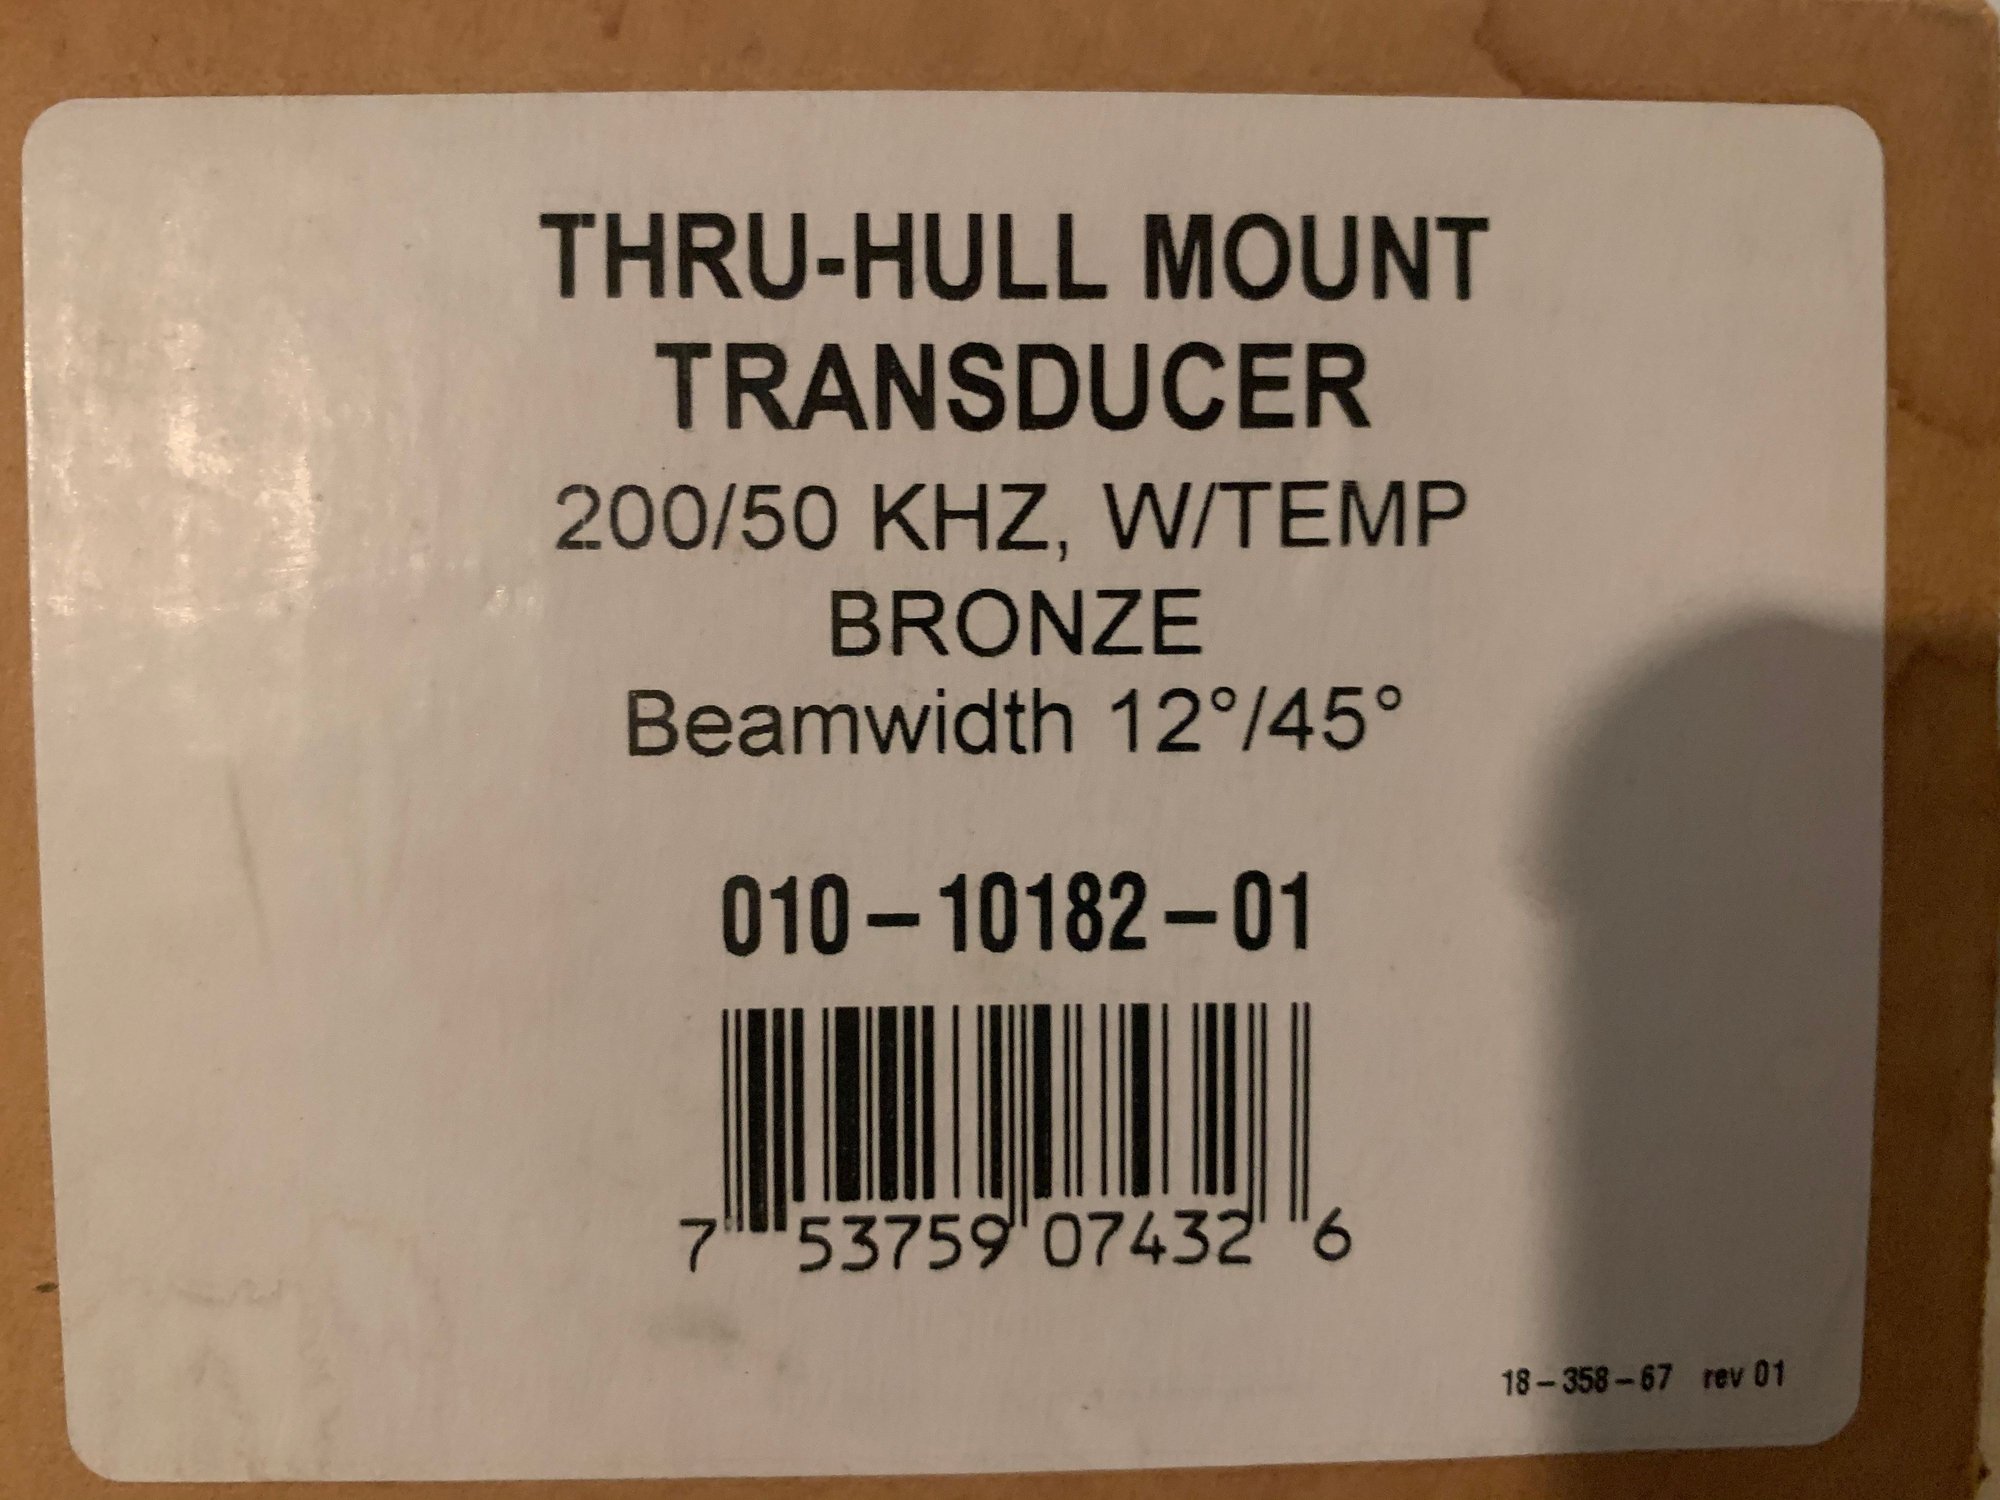 THRU-HULL MOUNT
TRANSDUCER
200/50 KHZ, W/TEMP
BRONZE
Beamwidth 12°/45°
010-10182-01
7 53759 07432 6
18-358-67 rev 01